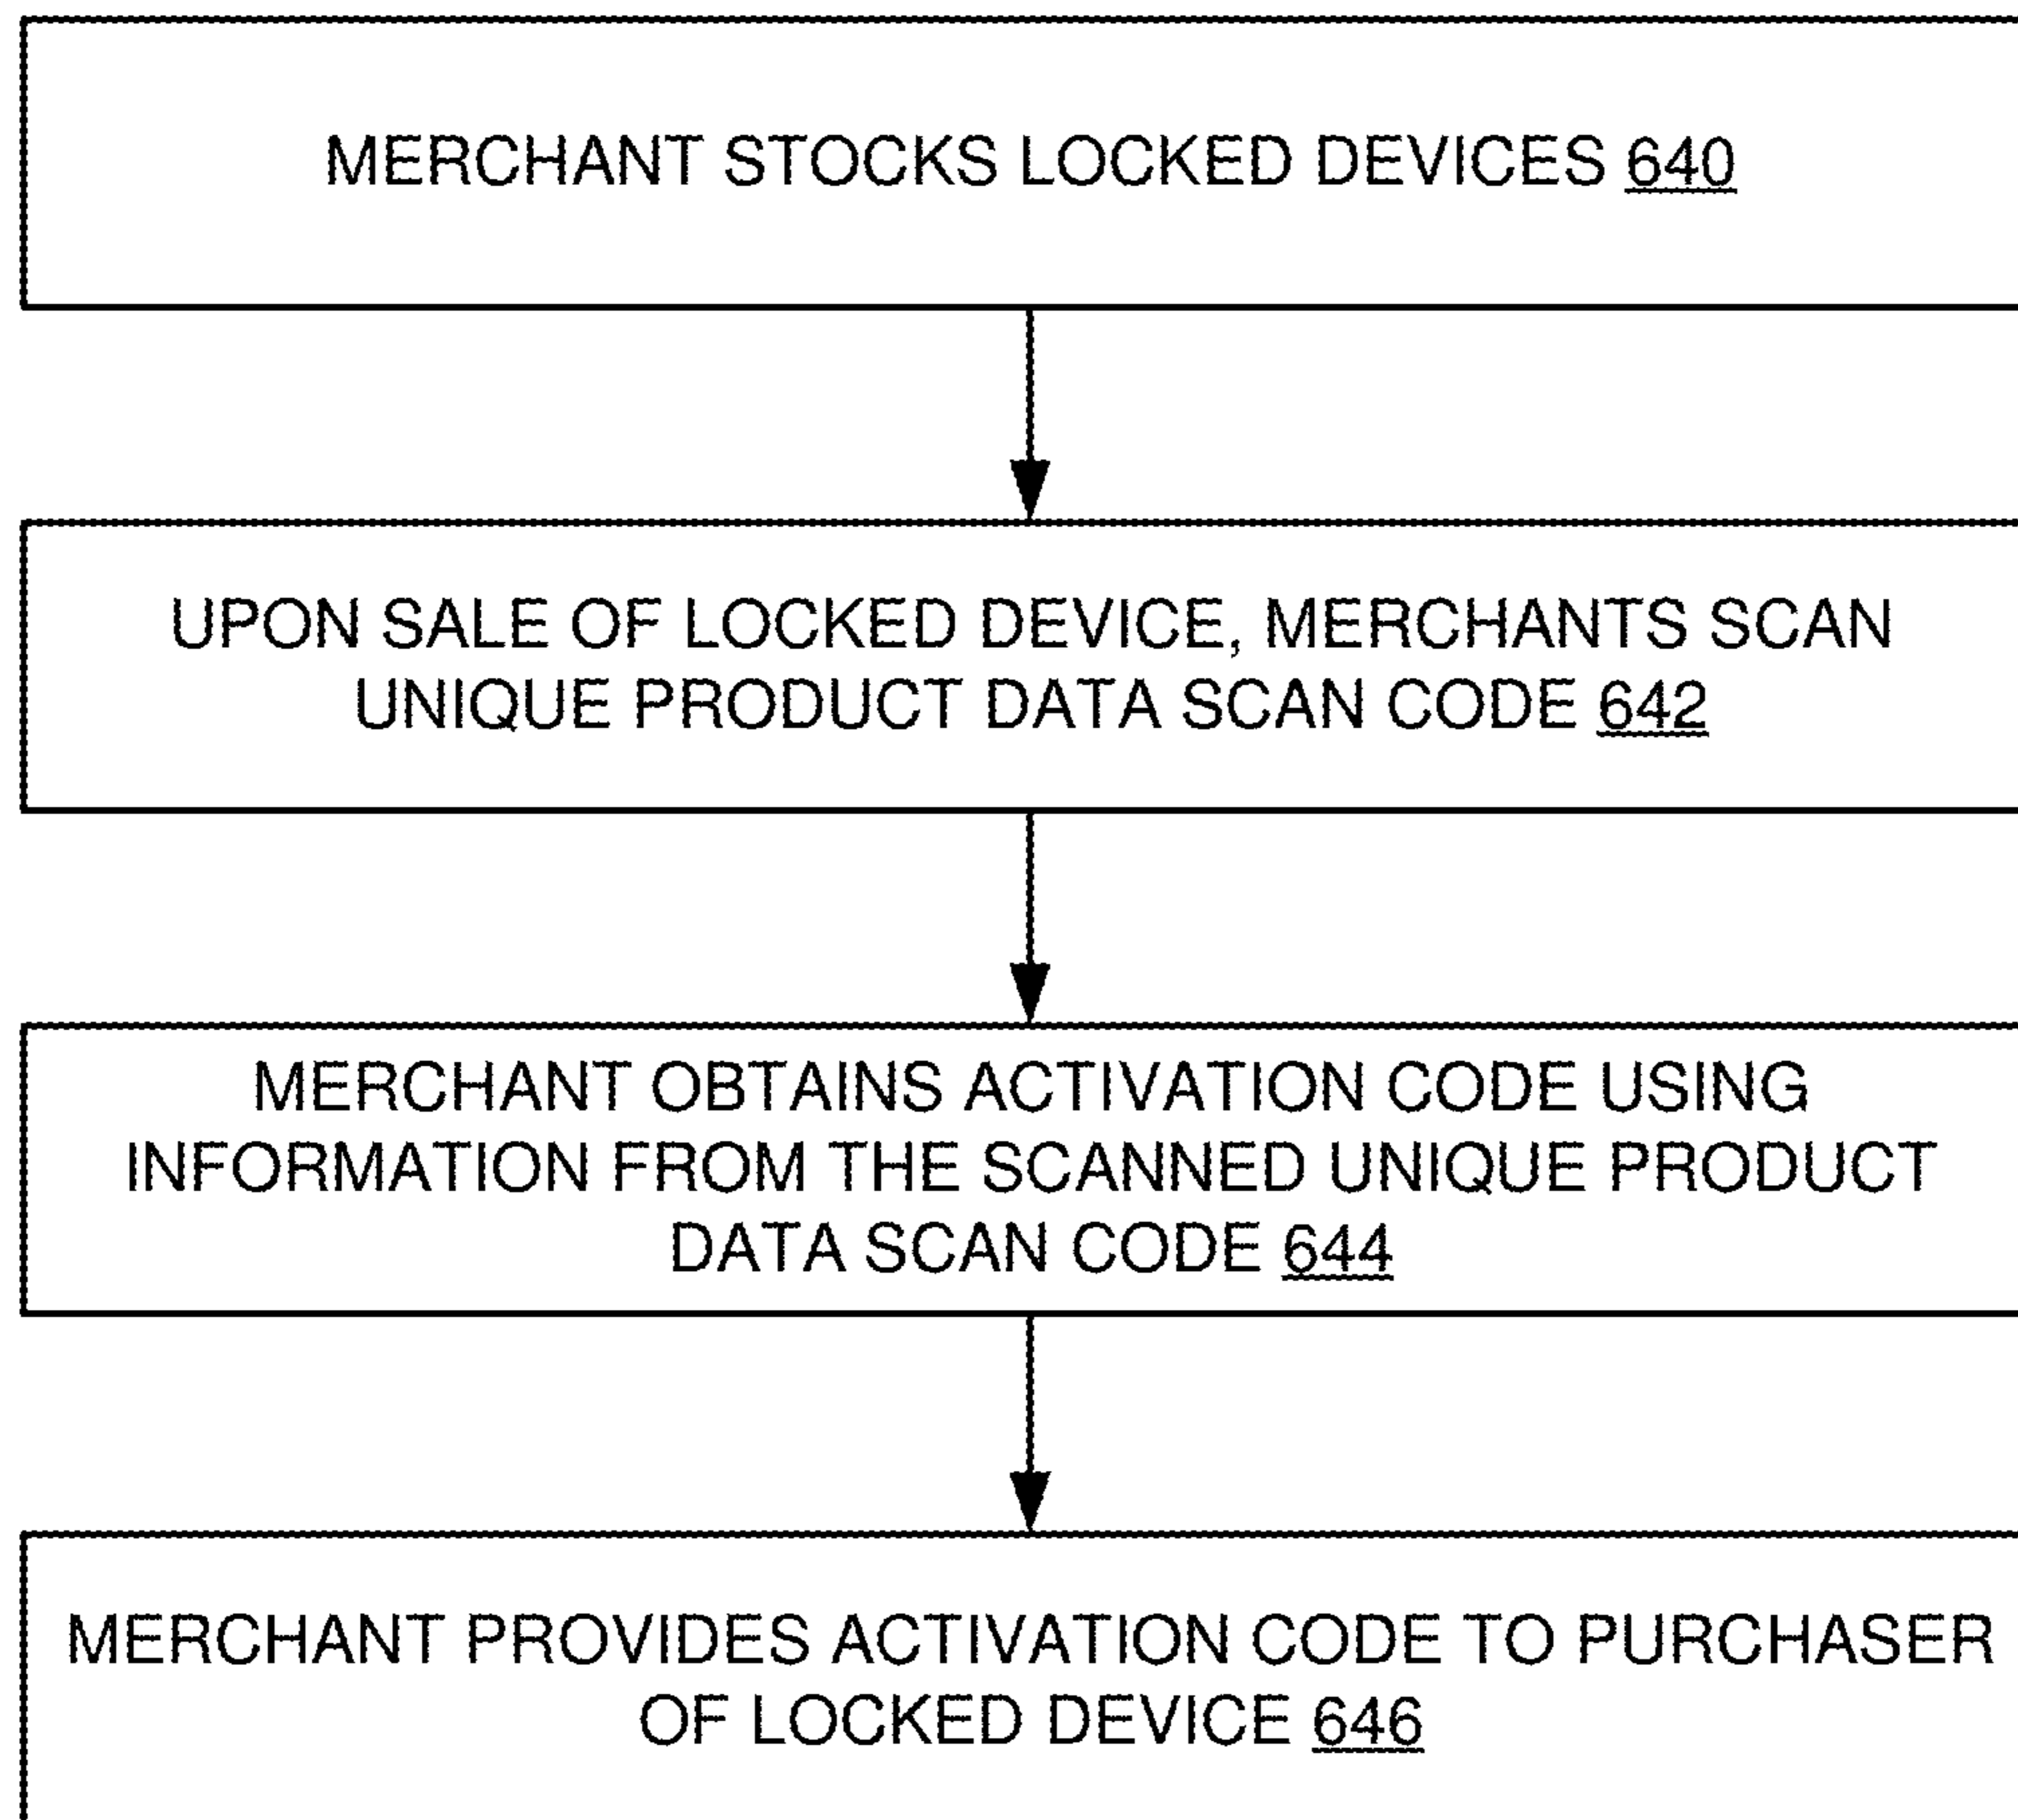 MERCHANT STOCKS LOCKED DEVICES 640
UPON SALE OF LOCKED DEVICE, MERCHANTS SCAN
UNIQUE PRODUCT DATA SCAN CODE 642
MERCHANT OBTAINS ACTIVATION CODE USING
INFORMATION FROM THE SCANNED UNIQUE PRODUCT
DATA SCAN CODE 644
MERCHANT PROVIDES ACTIVATION CODE TO PURCHASER
OF LOCKED DEVICE 646